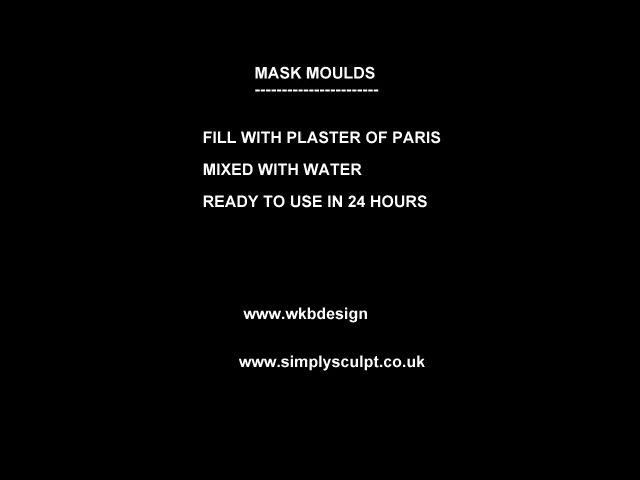 MASK MOULDS
-----------------------
FILL WITH PLASTER OF PARIS
MIXED WITH WATER
READY TO USE IN 24 HOURS
www.wkbdesign
www.simplysculpt.co.uk